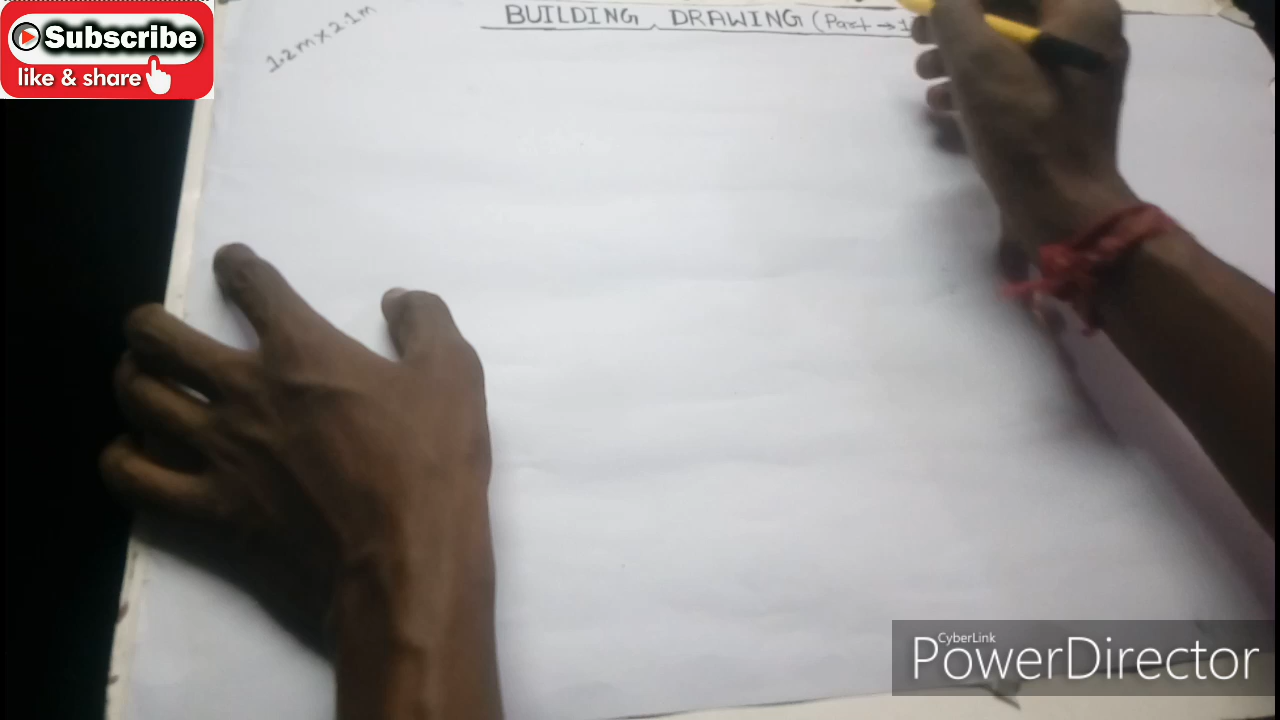 Subscribe
like & share
1.2m x 2.1m
BUILDING DRAWING (Part → 1
CyberLink
PowerDirector